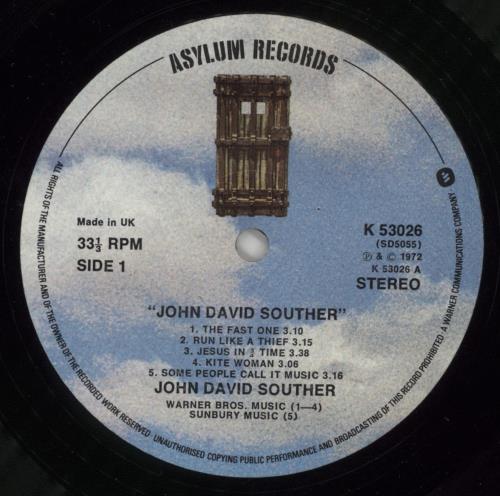 ASYLUM RECORDS
Made in UK
33⅓ RPM
SIDE 1
K 53026
(SD5055)
℗ & © 1972
K 53026 A
STEREO
"JOHN DAVID SOUTHER"
1. THE FAST ONE 3.10
2. RUN LIKE A THIEF 3.15
3. JESUS IN ¾ TIME 3.38
4. KITE WOMAN 3.06
5. SOME PEOPLE CALL IT MUSIC 3.16
JOHN DAVID SOUTHER
WARNER BROS. MUSIC (1—4)
SUNBURY MUSIC (5)
ALL RIGHTS OF THE MANUFACTURER AND OF THE OWNER OF THE RECORDED WORK RESERVED · UNAUTHORISED COPYING PUBLIC PERFORMANCE AND BROADCASTING OF THIS RECORD PROHIBITED · A WARNER COMMUNICATIONS COMPANY ·